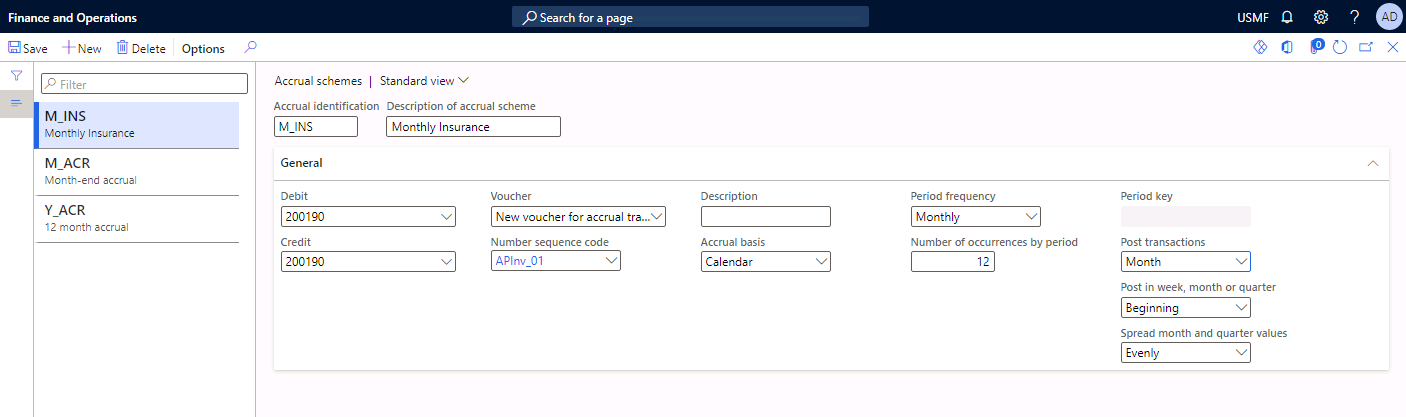 Finance and Operations
Search for a page
USMF
?
AD
Save
New
Delete
Options
0
Filter
M_INS
Monthly Insurance
M_ACR
Month-end accrual
Y_ACR
12 month accrual
Accrual schemes | Standard view
Accrual identification
Description of accrual scheme
M_INS
Monthly Insurance
General
Debit
200190
Credit
200190
Voucher
New voucher for accrual tra...
Number sequence code
APInv_01
Description
Accrual basis
Calendar
Period frequency
Monthly
Number of occurrences by period
12
Period key
Post transactions
Month
Post in week, month or quarter
Beginning
Spread month and quarter values
Evenly